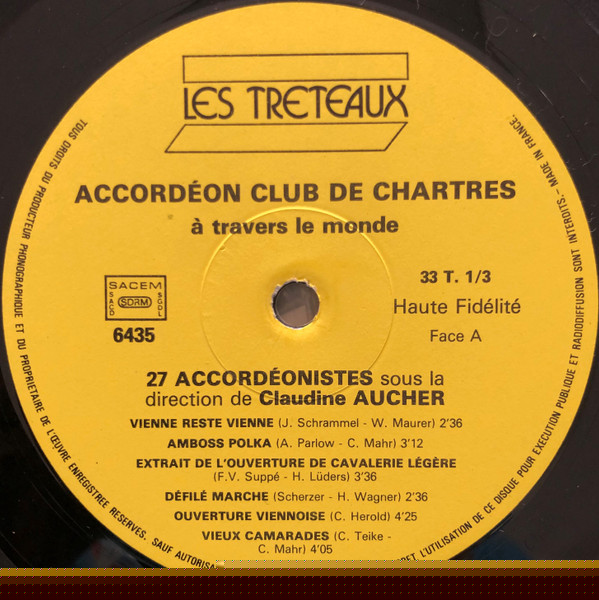 LES TRETEAUX
ACCORDÉON CLUB DE CHARTRES
à travers le monde
SACEM
SACD
SDRM
SGDL
6435
33 T. 1/3
Haute Fidélité
Face A
27 ACCORDÉONISTES sous la
direction de Claudine AUCHER
VIENNE RESTE VIENNE (J. Schrammel - W. Maurer) 2'36
AMBOSS POLKA (A. Parlow - C. Mahr) 3'12
EXTRAIT DE L'OUVERTURE DE CAVALERIE LÉGÈRE
(F.V. Suppé - H. Lüders) 3'36
DÉFILÉ MARCHE (Scherzer - H. Wagner) 2'36
OUVERTURE VIENNOISE (C. Herold) 4'25
VIEUX CAMARADES (C. Teike -
C. Mahr) 4'05
TOUS DROITS DU PRODUCTEUR PHONOGRAPHIQUE ET DU PROPRIETAIRE DE L'ŒUVRE ENREGISTREE RESERVES. SAUF
L'UTILISATION DE CE DISQUE POUR EXECUTION PUBLIQUE ET RADIODIFFUSION SONT INTERDITS.- MADE IN FRANCE.